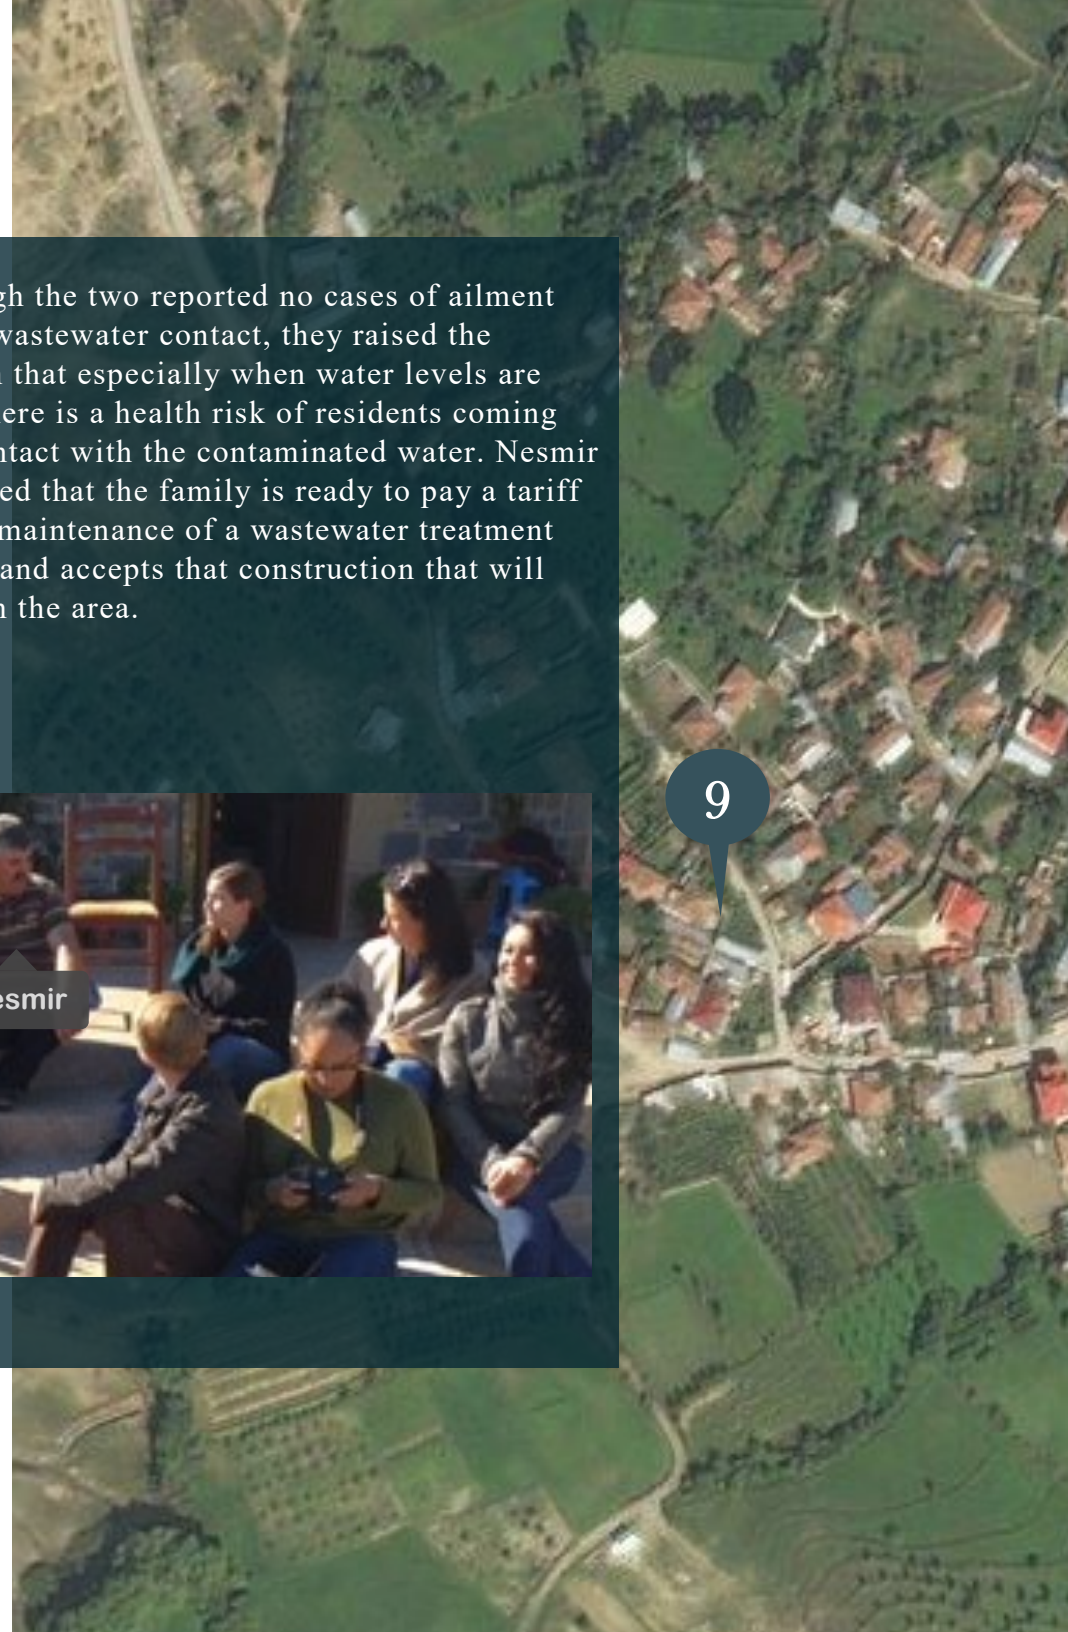 gh the two reported no cases of ailment
wastewater contact, they raised the
that especially when water levels are
ere is a health risk of residents coming
ntact with the contaminated water. Nesmir
ed that the family is ready to pay a tariff
maintenance of a wastewater treatment
and accepts that construction that will
n the area.
9
esmir